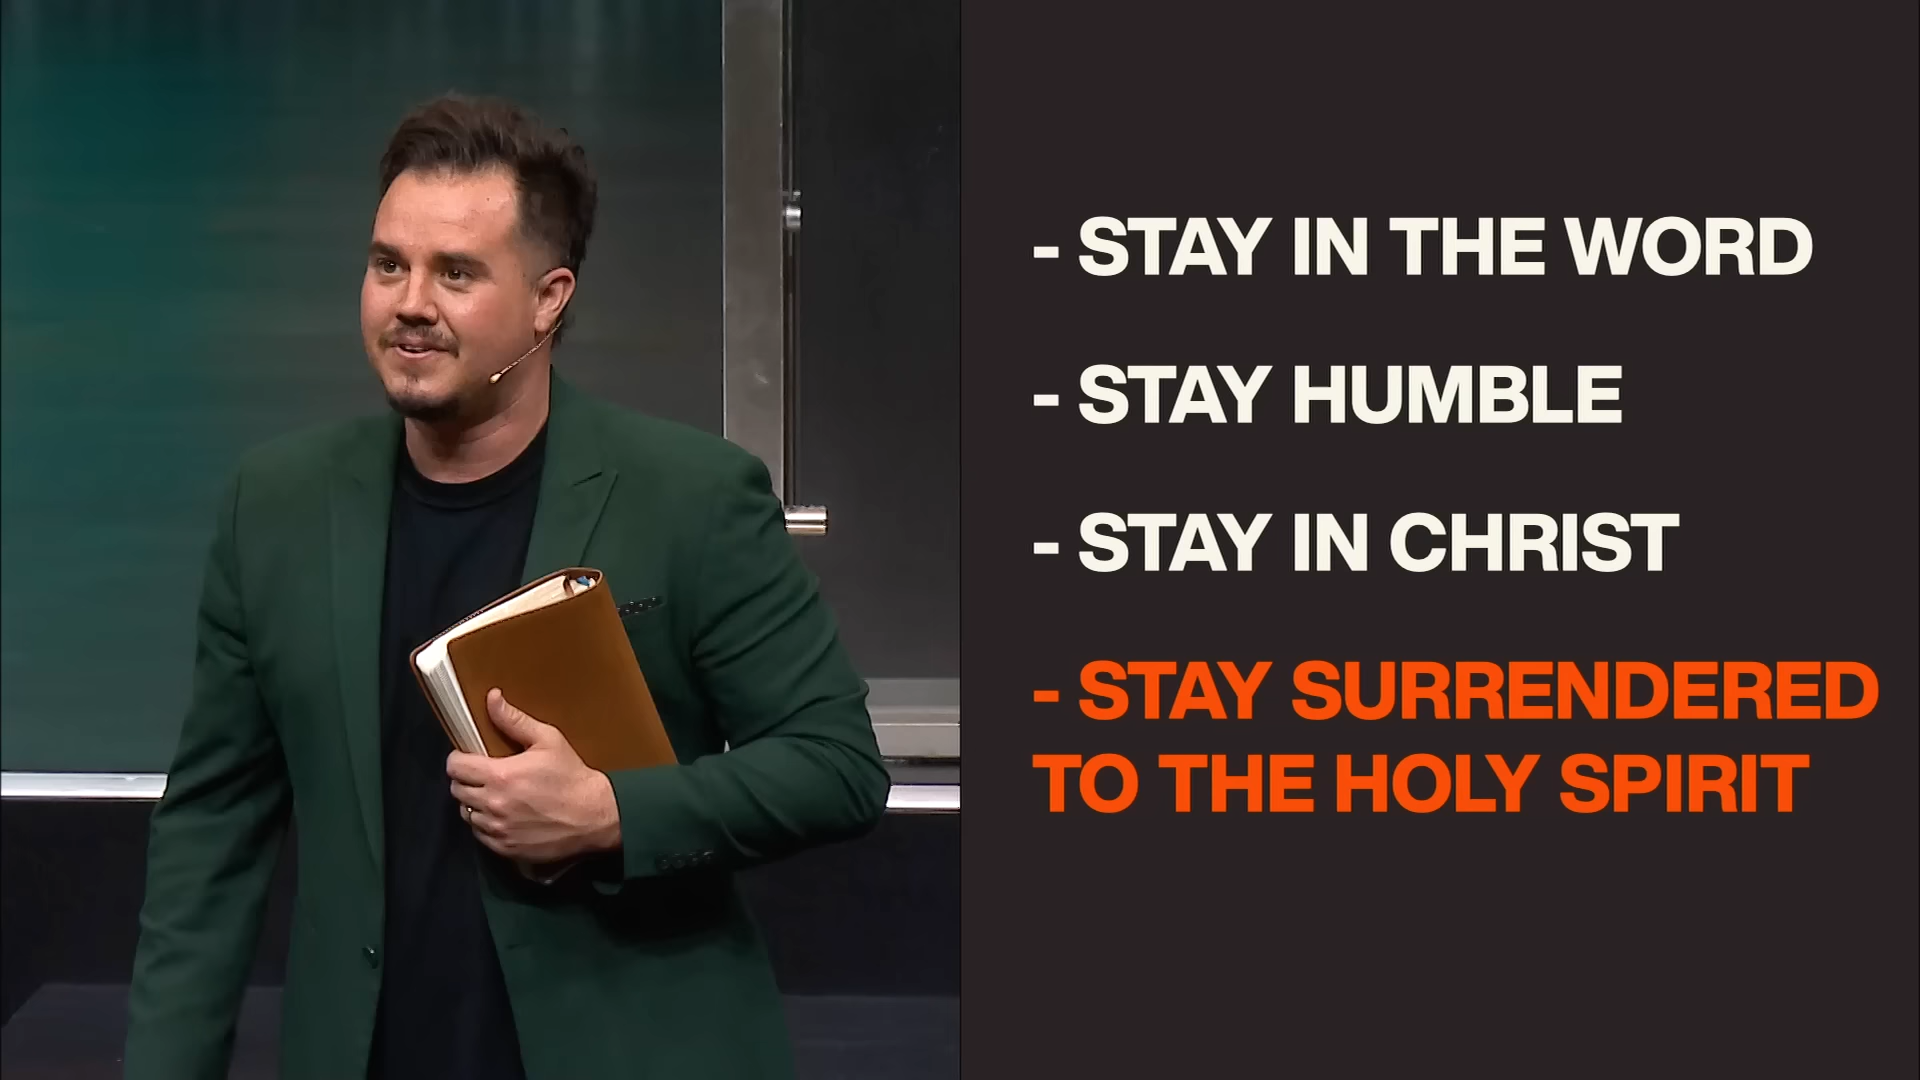 - STAY IN THE WORD
- STAY HUMBLE
- STAY IN CHRIST
- STAY SURRENDERED
TO THE HOLY SPIRIT